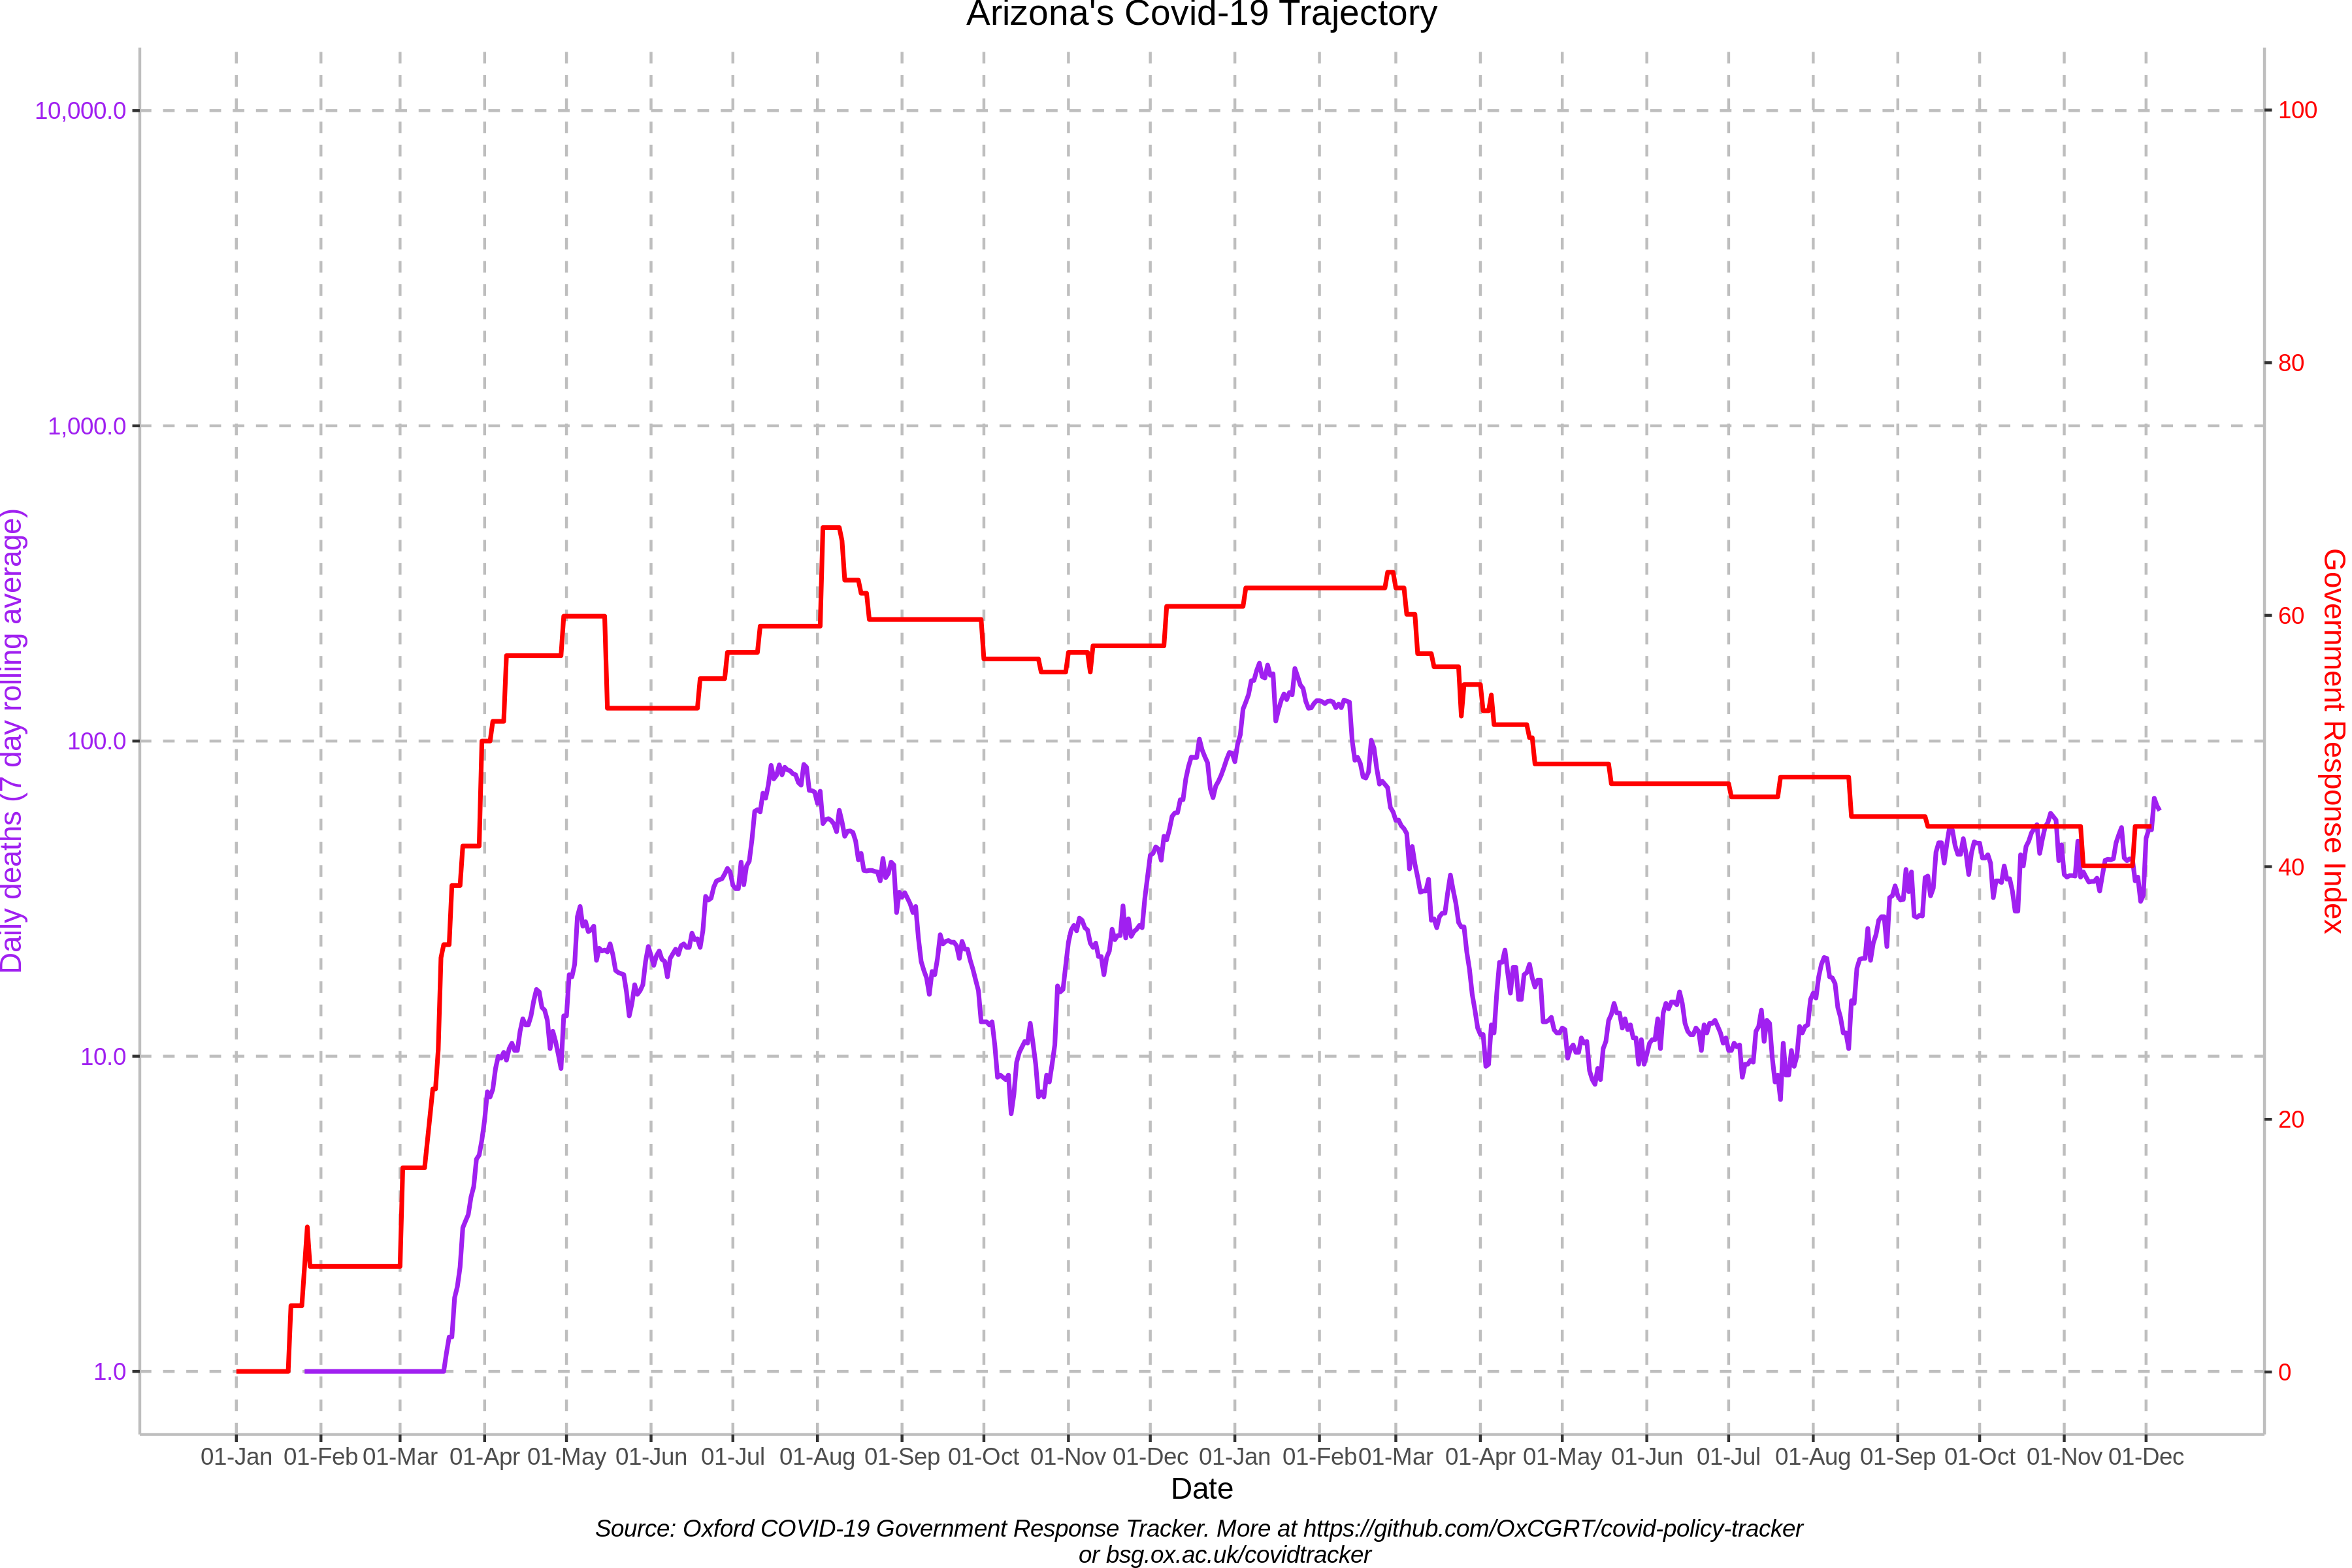 Arizona's Covid-19 Trajectory
10,000.0
1,000.0
100.0
10.0
1.0
Daily deaths (7 day rolling average)
100
80
60
40
20
0
Government Response Index
01-Jan 01-Feb 01-Mar 01-Apr 01-May 01-Jun 01-Jul 01-Aug 01-Sep 01-Oct 01-Nov 01-Dec 01-Jan 01-Feb 01-Mar 01-Apr 01-May 01-Jun 01-Jul 01-Aug 01-Sep 01-Oct 01-Nov 01-Dec
Date
Source: Oxford COVID-19 Government Response Tracker. More at https://github.com/OxCGRT/covid-policy-tracker
or bsg.ox.ac.uk/covidtracker